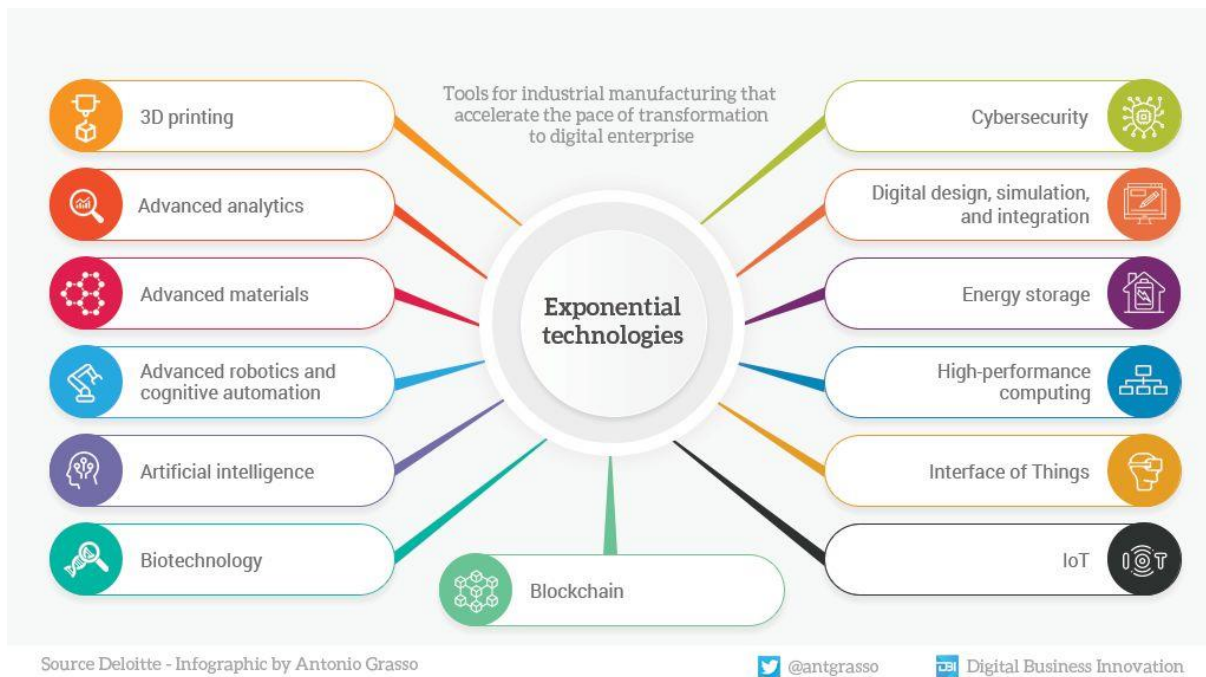 Tools for industrial manufacturing that
accelerate the pace of transformation
to digital enterprise
3D printing
Advanced analytics
Advanced materials
Advanced robotics and
cognitive automation
Artificial intelligence
Biotechnology
Exponential
technologies
Blockchain
Cybersecurity
Digital design, simulation,
and integration
Energy storage
High-performance
computing
Interface of Things
IoT
IOT
Source Deloitte - Infographic by Antonio Grasso
@antgrasso
DBI Digital Business Innovation